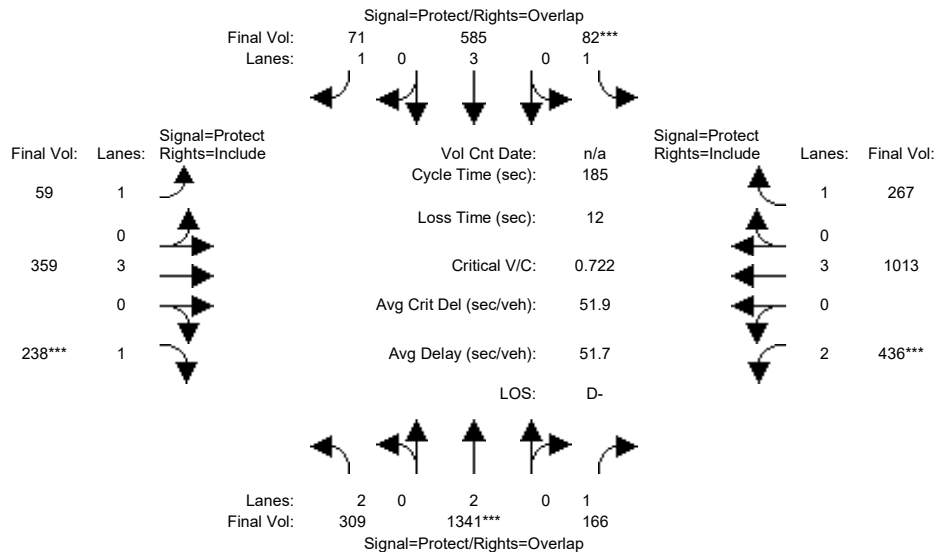 Signal=Protect/Rights=Overlap
Final Vol: 71 585 82***
Lanes: 1 0 3 0 1
Signal=Protect
Final Vol: Lanes: Rights=Include
Vol Cnt Date: n/a
Signal=Protect
Rights=Include Lanes: Final Vol:
Cycle Time (sec): 185
59 1
1 267
Loss Time (sec): 12
0
0
359 3
Critical V/C: 0.722
3 1013
0
Avg Crit Del (sec/veh): 51.9
0
238*** 1
Avg Delay (sec/veh): 51.7
2 436***
LOS: D-
Lanes: 2 0 2 0 1
Final Vol: 309 1341*** 166
Signal=Protect/Rights=Overlap